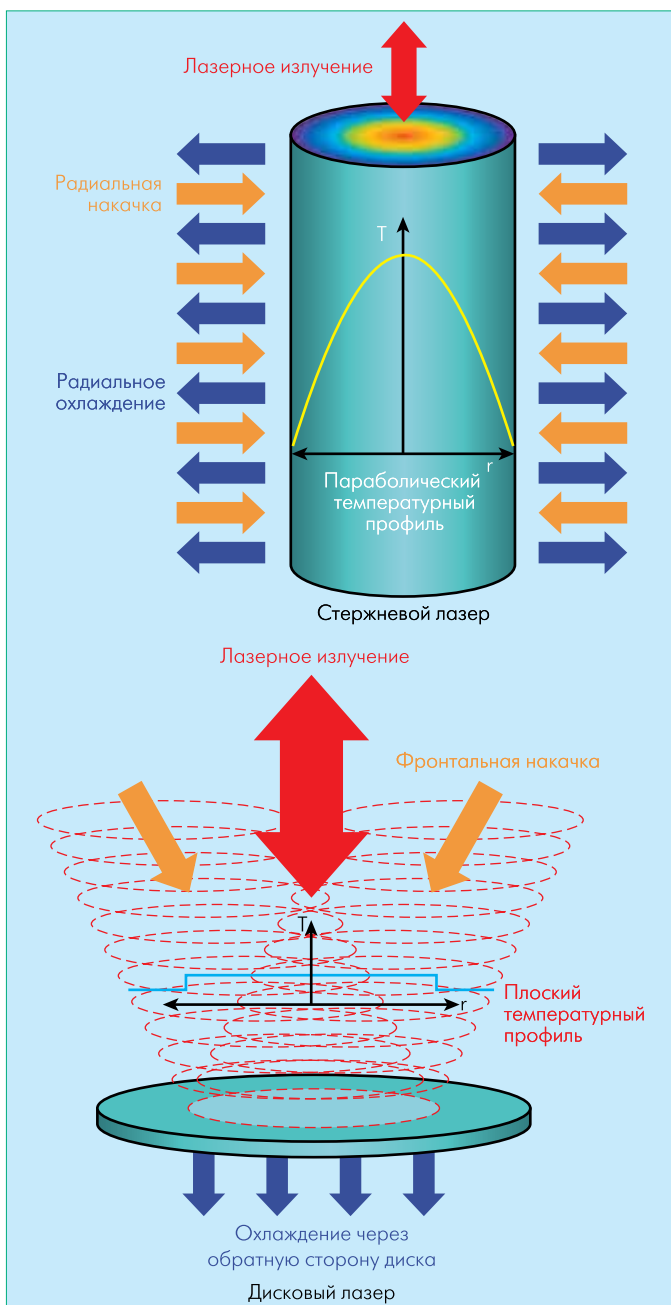 Лазерное излучение
Радиальная
накачка
T
Радиальное
охлаждение
r
Параболический
температурный
профиль
Стержневой лазер
Лазерное излучение
Фронтальная накачка
T
r
Плоский
температурный
профиль
Охлаждение через
обратную сторону диска
Дисковый лазер